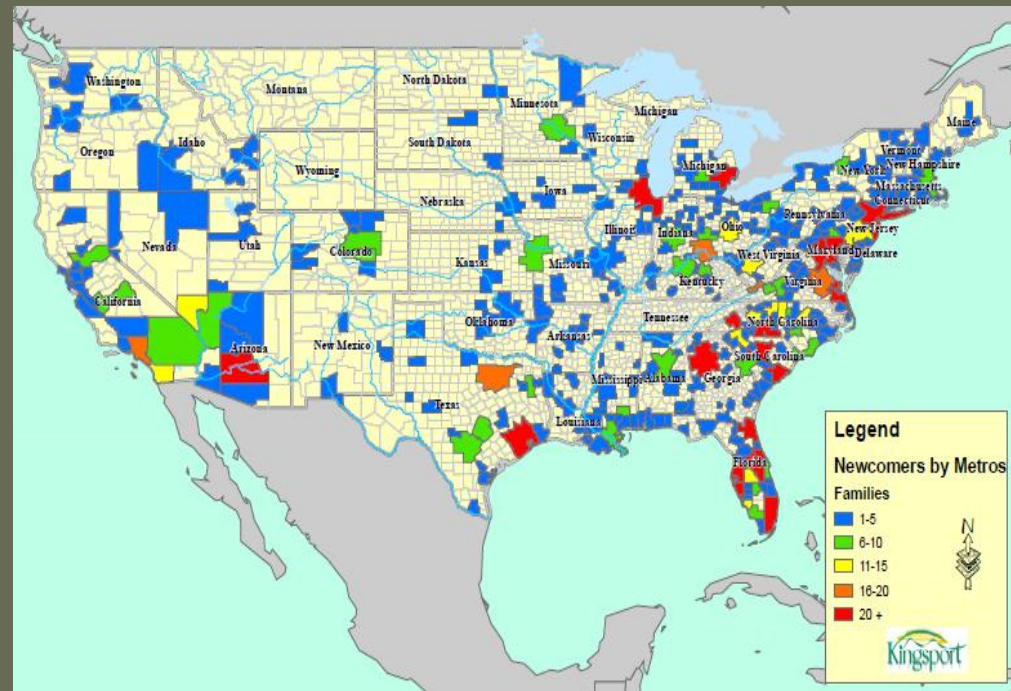 Washington
Montana
North Dakota
Minnesota
Michigan
Maine
Oregon
Idaho
South Dakota
Wisconsin
Michigan
Vermont
New York
New Hampshire
Massachusetts
Connecticut
Wyoming
Iowa
Nebraska
Illinois
Indiana
Ohio
Pennsylvania
New Jersey
Nevada
Utah
Colorado
Kansas
Missouri
West Virginia
Maryland
Delaware
Virginia
Kentucky
California
Arizona
New Mexico
Oklahoma
Arkansas
Tennessee
North Carolina
South Carolina
Mississippi
Alabama
Georgia
Texas
Louisiana
Florida
Legend
Newcomers by Metros
Families
1-5
6-10
11-15
16-20
20 +
N
Kingsport